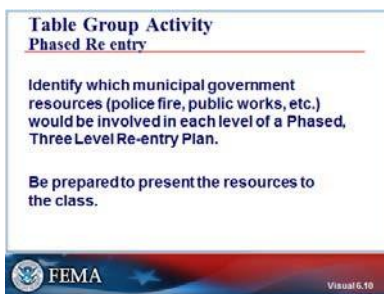 Table Group Activity
Phased Re entry
Identify which municipal government
resources (police fire, public works, etc.)
would be involved in each level of a Phased,
Three Level Re-entry Plan.
Be prepared to present the resources to
the class.
FEMA
Visual 6.10